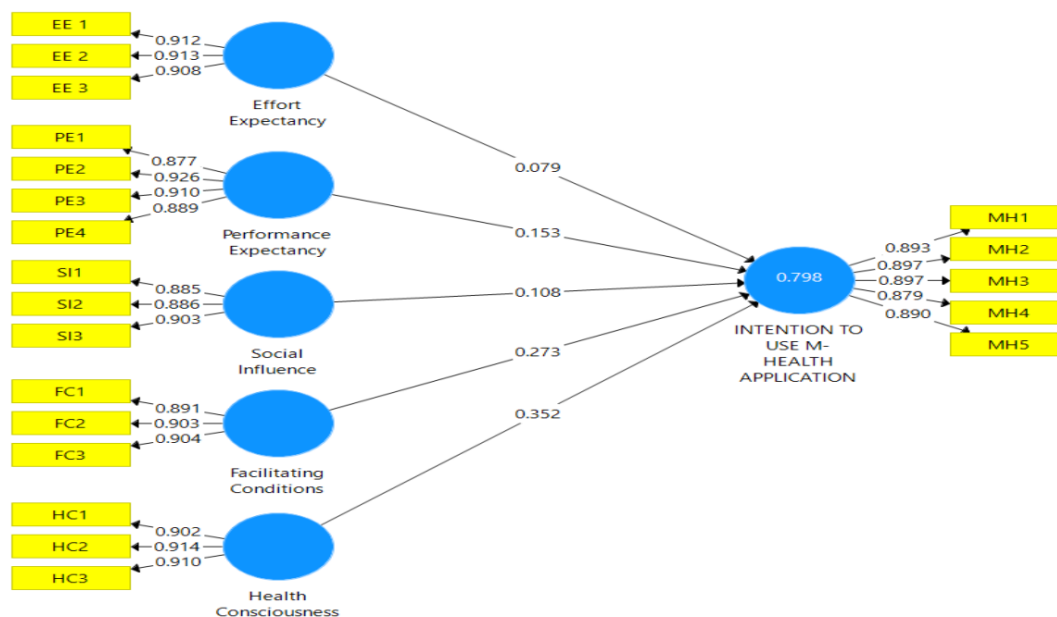 EE 1
EE 2
EE 3
0.912
0.913
0.908
Effort
Expectancy
PE1
PE2
PE3
PE4
0.877
0.926
0.910
0.889
Performance
Expectancy
SI1
SI2
SI3
0.885
0.886
0.903
Social
Influence
FC1
FC2
FC3
0.891
0.903
0.904
Facilitating
Conditions
HC1
HC2
HC3
0.902
0.914
0.910
Health
Consciousness
0.079
0.153
0.108
0.273
0.352
0.798
INTENTION TO
USE M-
HEALTH
APPLICATION
0.893
0.897
0.897
0.879
0.890
MH1
MH2
MH3
MH4
MH5